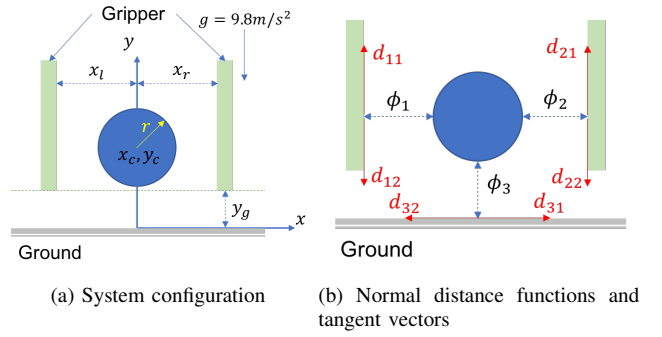 Gripper
g = 9.8m/s²
y
x_l
x_r
r
x_c, y_c
y_g
x
Ground
(a) System configuration
d_11
d_21
ϕ_1
ϕ_2
d_12
d_22
ϕ_3
d_32
d_31
Ground
(b) Normal distance functions and
tangent vectors